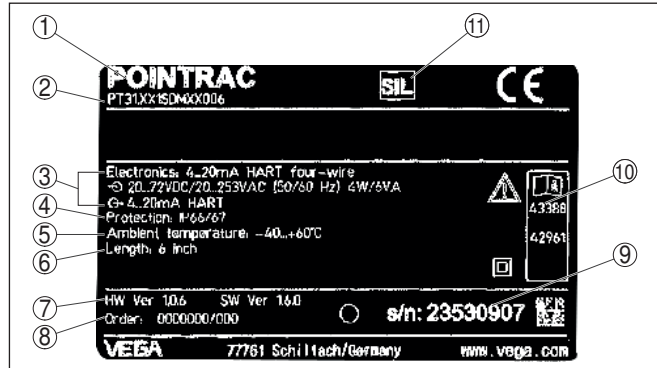 ① ⑪
POINTRAC SIL CE
② PT31.XX1SDMXX006
③ Electronics: 4...20mA HART four-wire
20...72VDC/20...253VAC (50/60 Hz) 4W/6VA
4...20mA HART
④ Protection: IP66/67
⑤ Ambient temperature: -40...+60°C
⑥ Length: 6 inch
⑩
43388
42961
⑨
⑦ HW Ver 1.0.6 SW Ver 1.6.0
⑧ Order: 0000000/000 s/n: 23530907
VEGA 77761 Schiltach/Germany www.vega.com